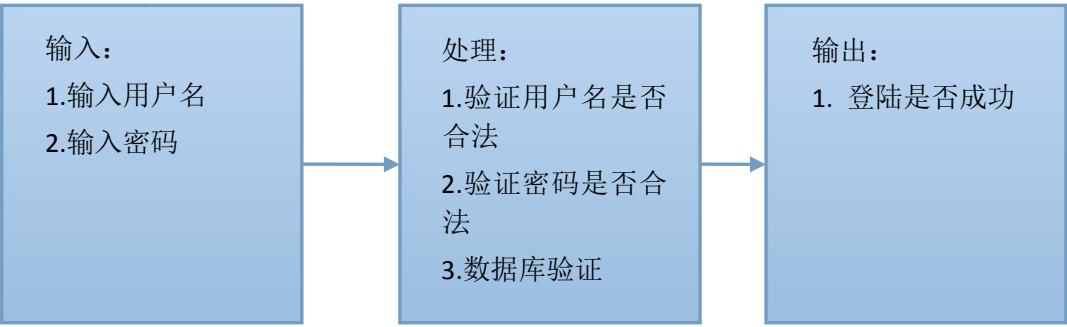 输入：
1.输入用户名
2.输入密码
处理：
1.验证用户名是否
合法
2.验证密码是否合
法
3.数据库验证
输出：
1. 登陆是否成功